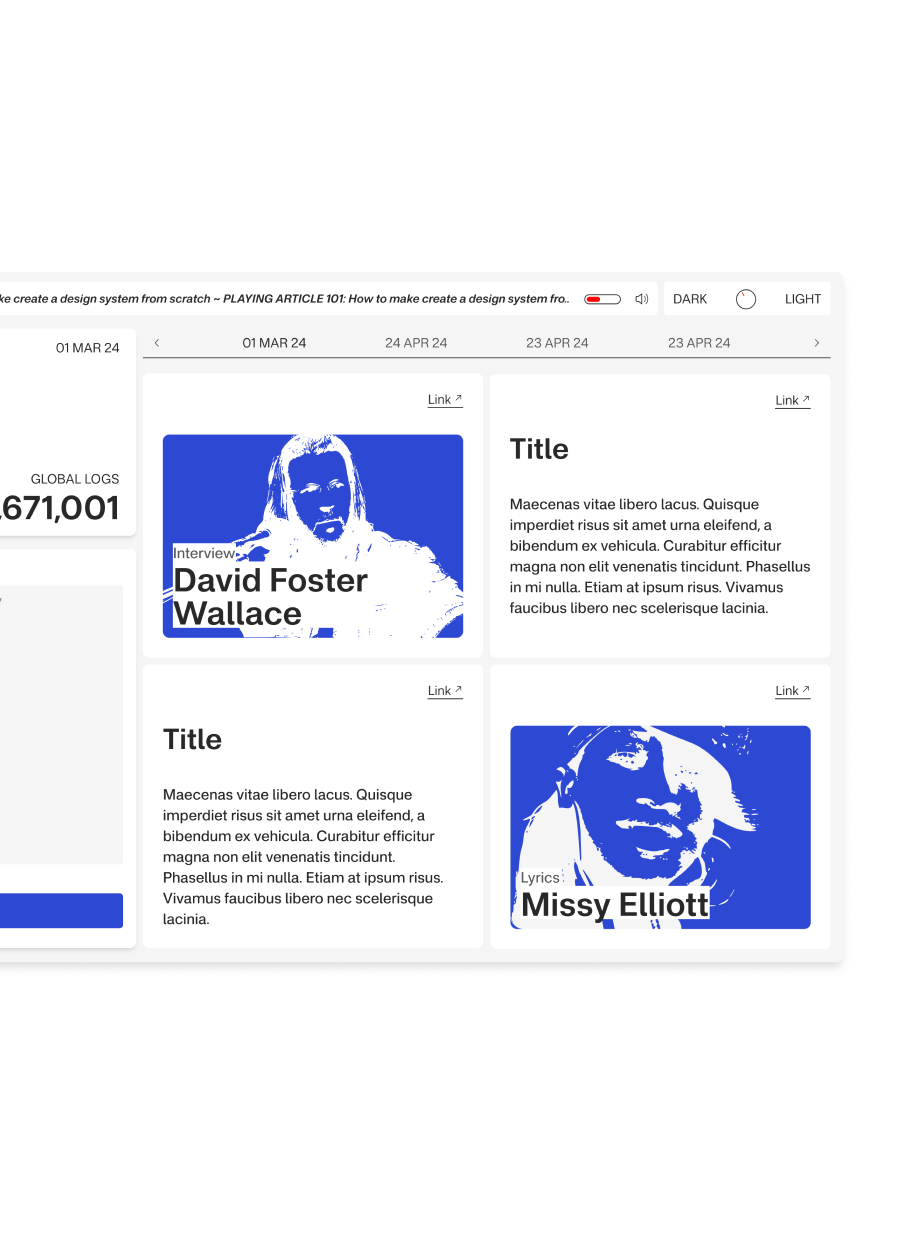 ke create a design system from scratch ~ PLAYING ARTICLE 101: How to make create a design system fro..
DARK
LIGHT
01 MAR 24
GLOBAL LOGS
,671,001
01 MAR 24
24 APR 24
23 APR 24
23 APR 24
Link
Interview
David Foster
Wallace
Link
Title
Maecenas vitae libero lacus. Quisque
imperdiet risus sit amet urna eleifend, a
bibendum ex vehicula. Curabitur efficitur
magna non elit venenatis tincidunt. Phasellus
in mi nulla. Etiam at ipsum risus. Vivamus
faucibus libero nec scelerisque lacinia.
Link
Title
Maecenas vitae libero lacus. Quisque
imperdiet risus sit amet urna eleifend, a
bibendum ex vehicula. Curabitur efficitur
magna non elit venenatis tincidunt.
Phasellus in mi nulla. Etiam at ipsum risus.
Vivamus faucibus libero nec scelerisque
lacinia.
Link
Lyrics
Missy Elliott